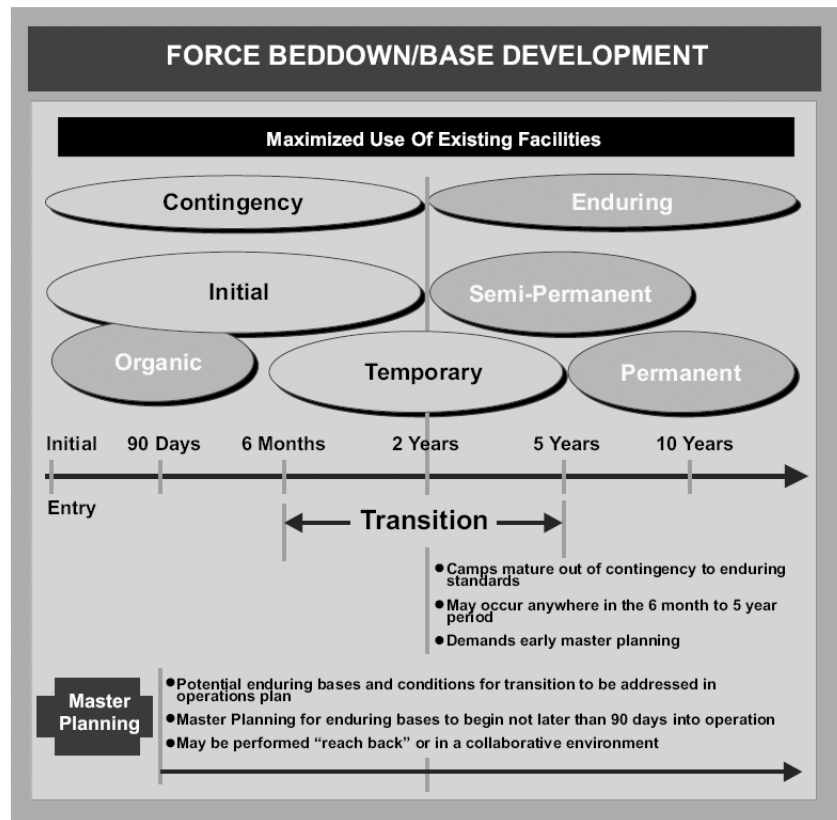 FORCE BEDDOWN/BASE DEVELOPMENT
Maximized Use Of Existing Facilities
Contingency
Enduring
Initial
Semi-Permanent
Organic
Temporary
Permanent
Initial
90 Days
6 Months
2 Years
5 Years
10 Years
Entry
Transition
●Camps mature out of contingency to enduring
standards
●May occur anywhere in the 6 month to 5 year
period
●Demands early master planning
Master
Planning
●Potential enduring bases and conditions for transition to be addressed in
operations plan
●Master Planning for enduring bases to begin not later than 90 days into operation
●May be performed “reach back” or in a collaborative environment